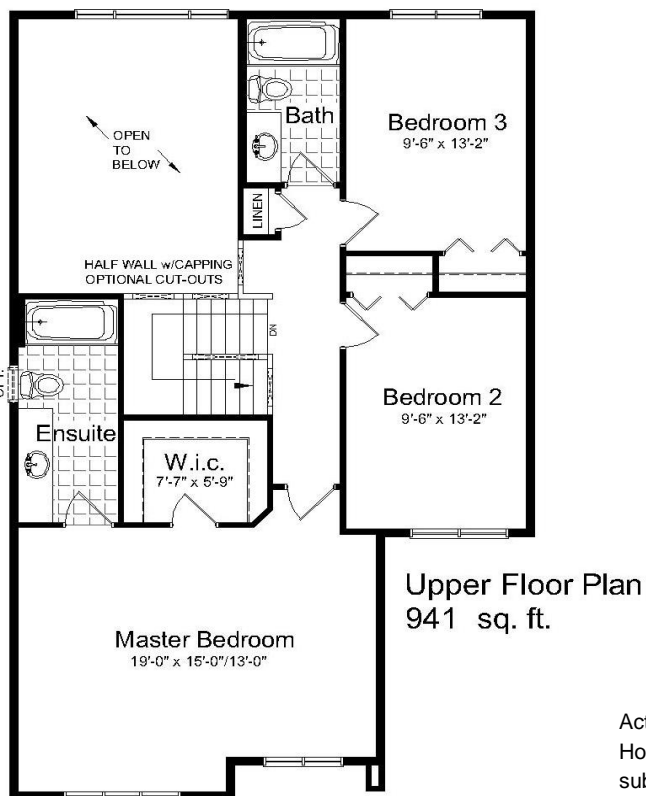 OPEN
TO
BELOW
Bath
Bedroom 3
9'-6" x 13'-2"
LINEN
HALF WALL w/CAPPING
OPTIONAL CUT-OUTS
DN
Bedroom 2
9'-6" x 13'-2"
Ensuite
W.i.c.
7'-7" x 5'-9"
Upper Floor Plan
941 sq. ft.
Master Bedroom
19'-0" x 15'-0"/13'-0"
Act
Ho
sub